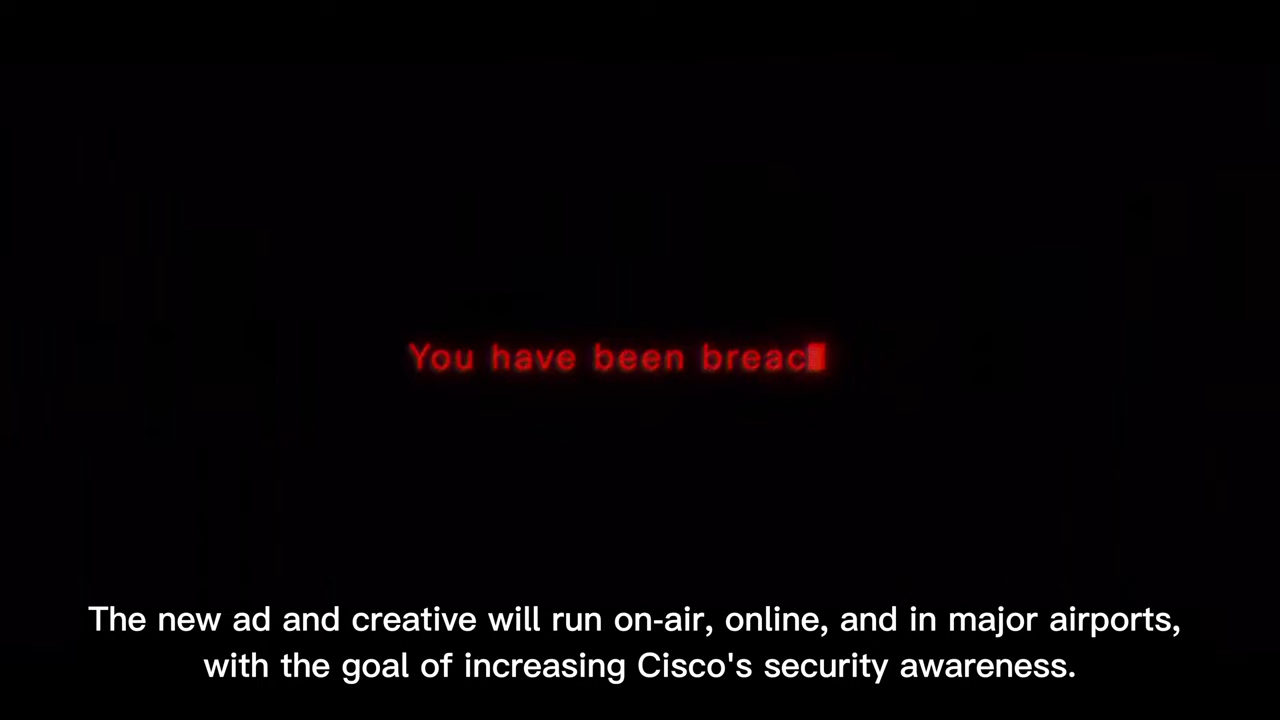 You have been breac
The new ad and creative will run on-air, online, and in major airports,
with the goal of increasing Cisco's security awareness.